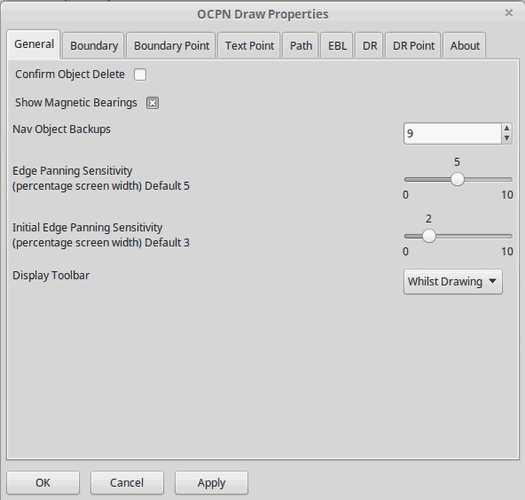 OCPN Draw Properties
General
Boundary
Boundary Point
Text Point
Path
EBL
DR
DR Point
About
Confirm Object Delete
Show Magnetic Bearings
Nav Object Backups
9
Edge Panning Sensitivity
(percentage screen width) Default 5
5
0
10
Initial Edge Panning Sensitivity
(percentage screen width) Default 3
2
0
10
Display Toolbar
Whilst Drawing
OK
Cancel
Apply